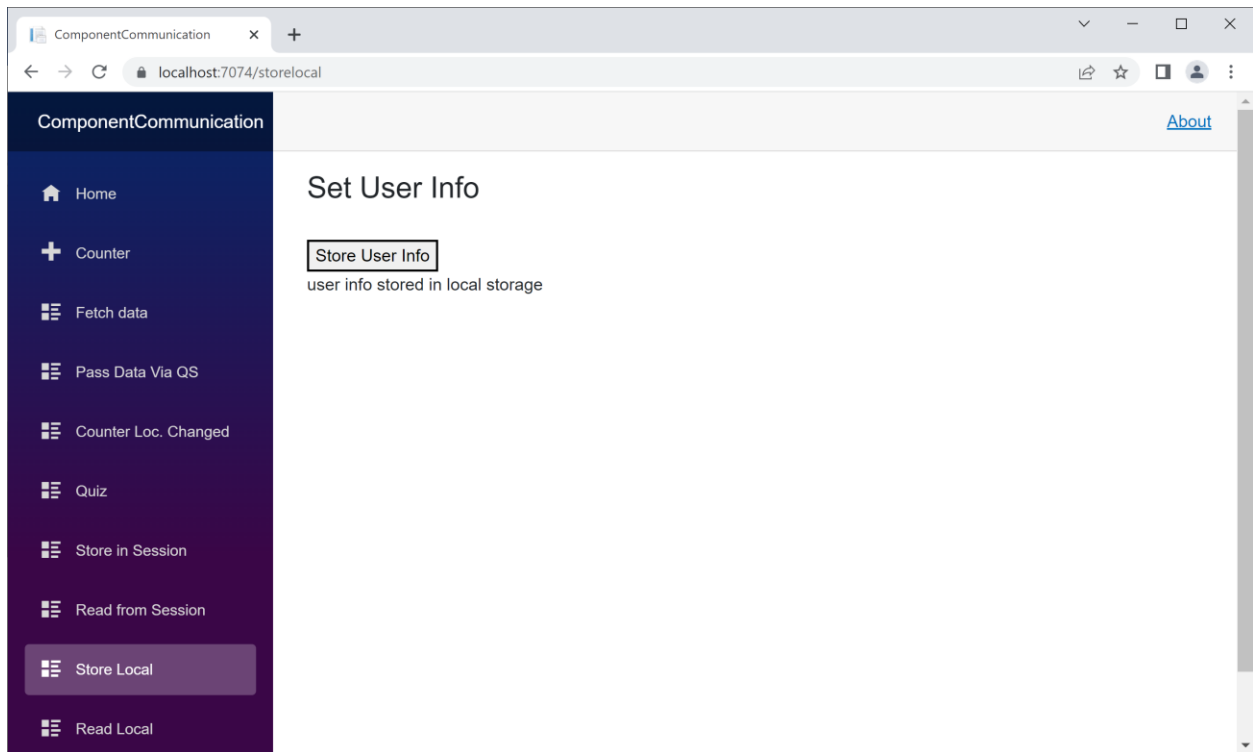 ComponentCommunication
localhost:7074/storelocal
ComponentCommunication
About
Home
Counter
Fetch data
Pass Data Via QS
Counter Loc. Changed
Quiz
Store in Session
Read from Session
Store Local
Read Local
Set User Info
Store User Info
user info stored in local storage